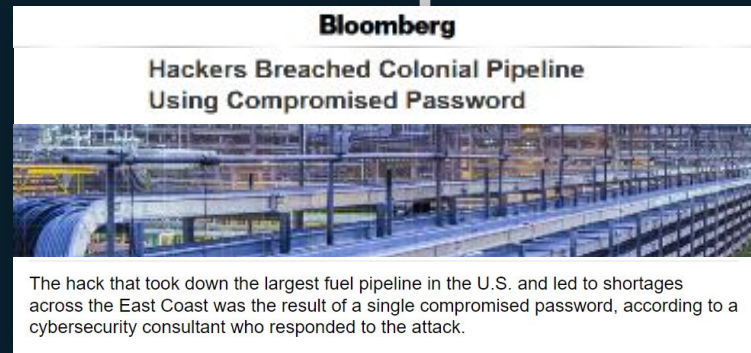 Bloomberg
Hackers Breached Colonial Pipeline
Using Compromised Password
The hack that took down the largest fuel pipeline in the U.S. and led to shortages
across the East Coast was the result of a single compromised password, according to a
cybersecurity consultant who responded to the attack.